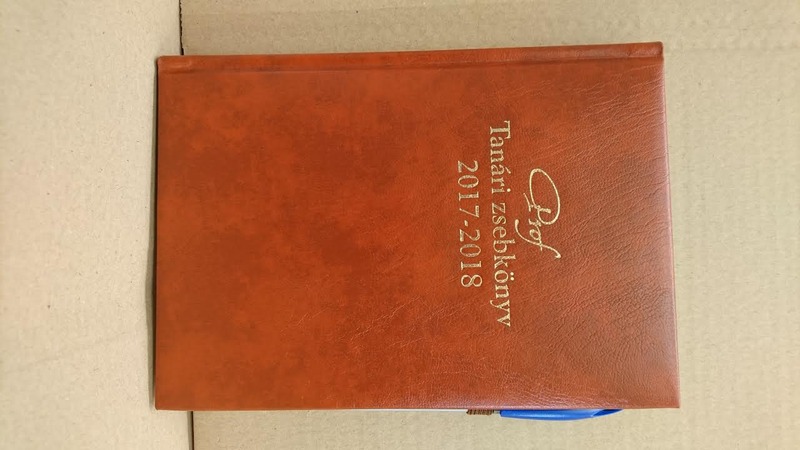 Prof
Tanári zsebkönyv
2017-2018